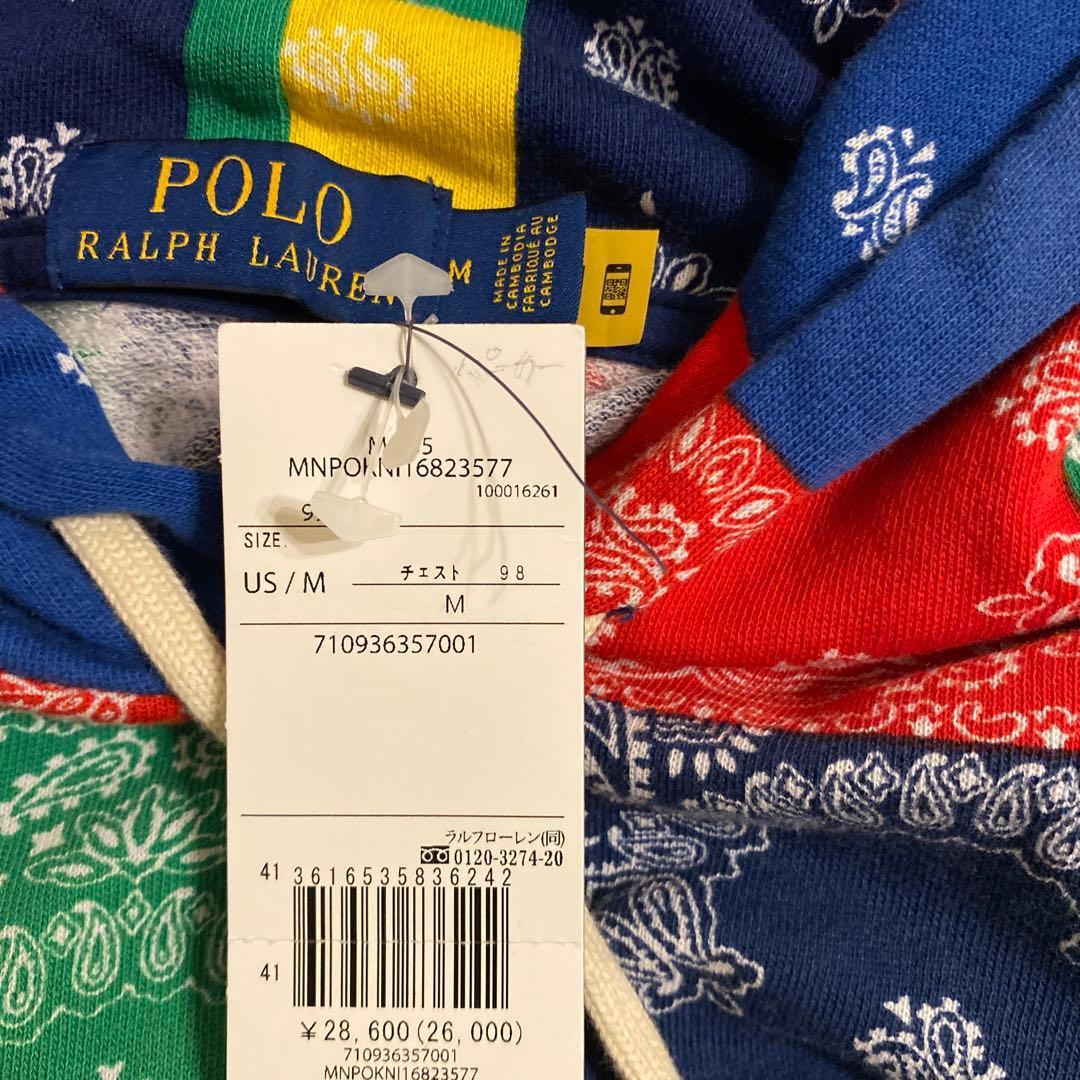 POLO
RALPH LAUREN
M
MADE IN
CAMBODIA
FABRIQUÉ AU
CAMBODGE
MNPOKNI16823577
100016261
SIZE.
US / M
チェスト 98
M
710936357001
ラルフローレン(同)
0120-3274-20
41
3616535836242
41
¥28,600(26,000)
710936357001
MNPOKNI16823577